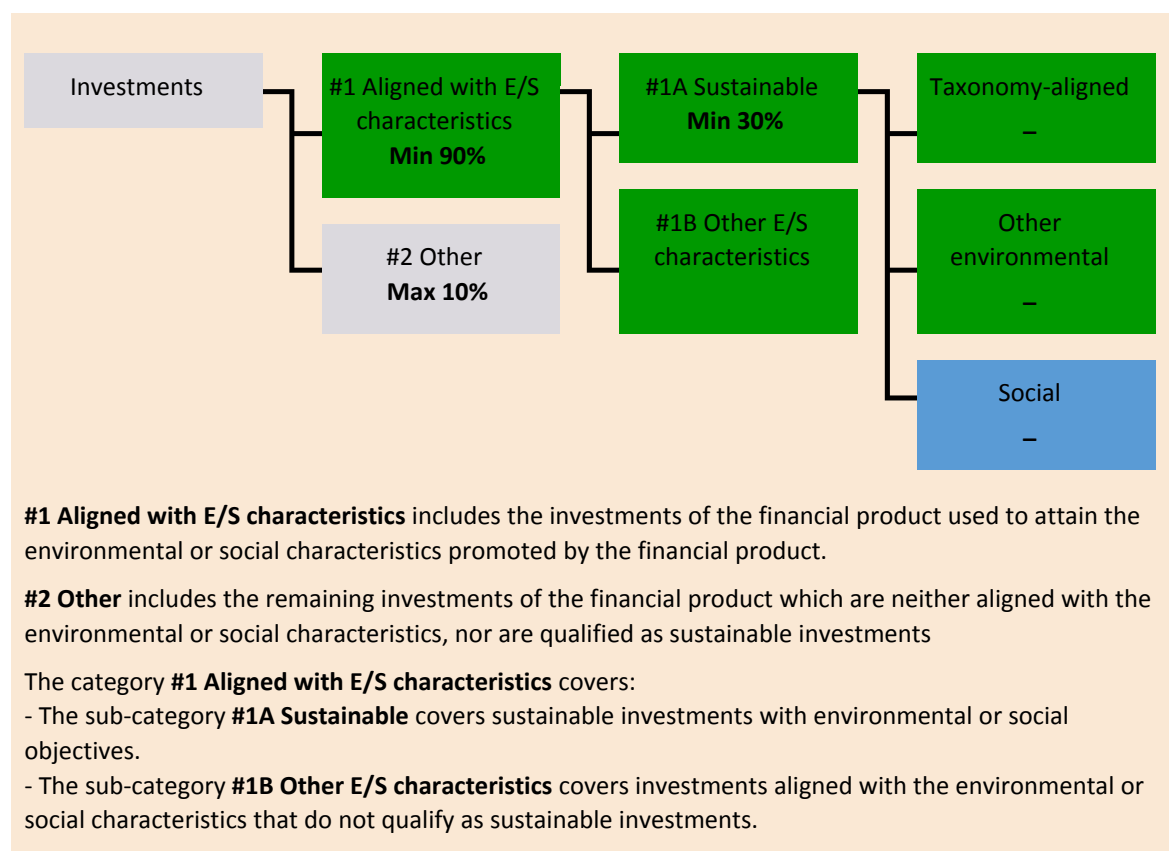 Investments
#1 Aligned with E/S
characteristics
Min 90%
#2 Other
Max 10%
#1A Sustainable
Min 30%
#1B Other E/S
characteristics
Taxonomy-aligned
–
Other
environmental
–
Social
–
#1 Aligned with E/S characteristics includes the investments of the financial product used to attain the
environmental or social characteristics promoted by the financial product.
#2 Other includes the remaining investments of the financial product which are neither aligned with the
environmental or social characteristics, nor are qualified as sustainable investments
The category #1 Aligned with E/S characteristics covers:
- The sub-category #1A Sustainable covers sustainable investments with environmental or social
objectives.
- The sub-category #1B Other E/S characteristics covers investments aligned with the environmental or
social characteristics that do not qualify as sustainable investments.